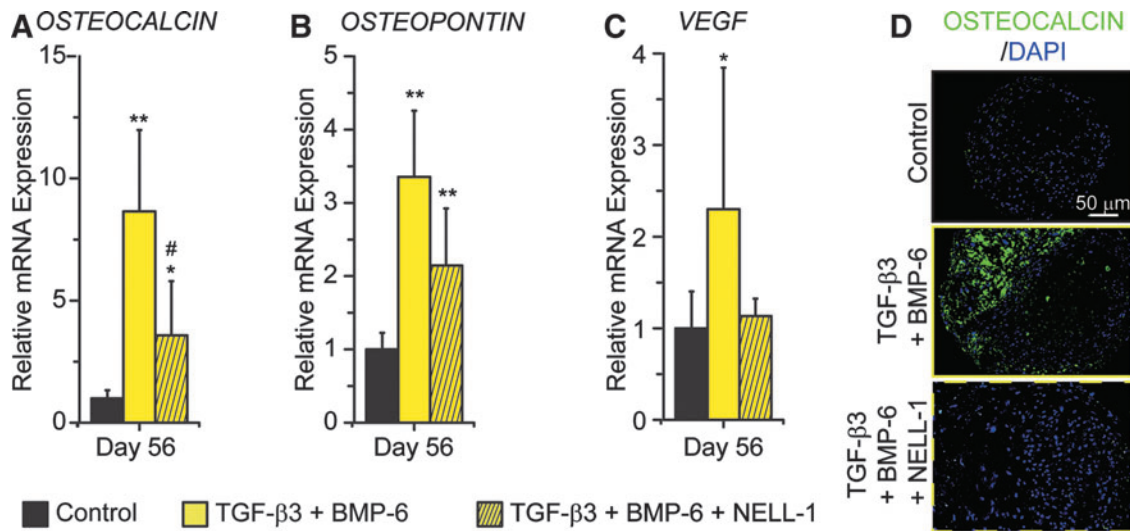 A OSTEOCALCIN
Relative mRNA Expression
15
10
5
0
**
#
*
Day 56
B OSTEOPONTIN
Relative mRNA Expression
5
4
3
2
1
0
**
**
Day 56
C VEGF
Relative mRNA Expression
4
3
2
1
0
*
Day 56
D OSTEOCALCIN
/DAPI
Control
50 μm
TGF-β3
+ BMP-6
TGF-β3
+ BMP-6
+ NELL-1
Control
TGF-β3 + BMP-6
TGF-β3 + BMP-6 + NELL-1